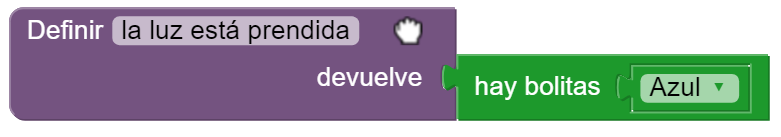 Definir la luz está prendida
devuelve hay bolitas Azul